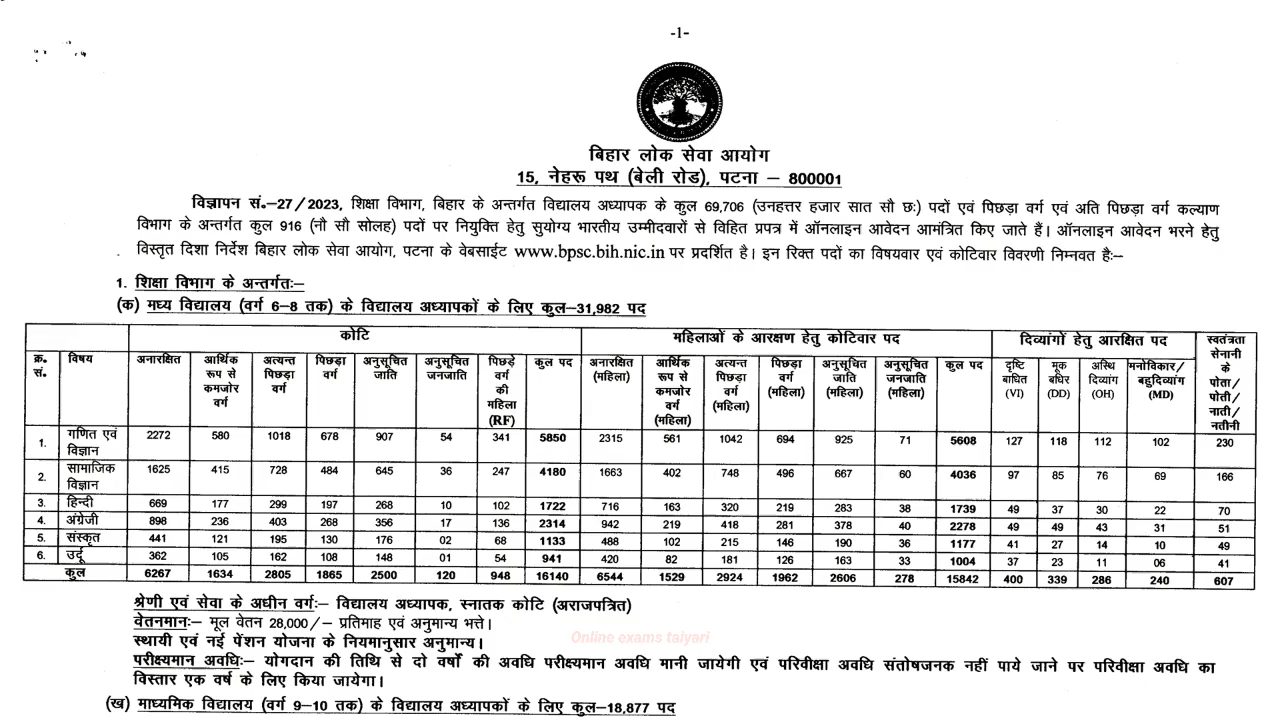 -1-
बिहार लोक सेवा आयोग
15, नेहरू पथ (बेली रोड), पटना – 800001
विज्ञापन सं.–27/2023, शिक्षा विभाग, बिहार के अन्तर्गत विद्यालय अध्यापक के कुल 69,706 (उनहत्तर हजार सात सौ छः) पदों एवं पिछड़ा वर्ग एवं अति पिछड़ा वर्ग कल्याण
विभाग के अन्तर्गत कुल 916 (नौ सौ सोलह) पदों पर नियुक्ति हेतु सुयोग्य भारतीय उम्मीदवारों से विहित प्रपत्र में ऑनलाइन आवेदन आमंत्रित किए जाते हैं। ऑनलाइन आवेदन भरने हेतु
विस्तृत दिशा निर्देश बिहार लोक सेवा आयोग, पटना के वेबसाईट www.bpsc.bih.nic.in पर प्रदर्शित है। इन रिक्त पदों का विषयवार एवं कोटिवार विवरणी निम्नवत है:–
1. शिक्षा विभाग के अन्तर्गतः–
(क) मध्य विद्यालय (वर्ग 6–8 तक) के विद्यालय अध्यापकों के लिए कुल–31,982 पद
कोटि महिलाओं के आरक्षण हेतु कोटिवार पद दिव्यांगों हेतु आरक्षित पद स्वतंत्रता सेनानी के पोता/ पोती/ नाती/ नतीनी
क्र. सं. विषय अनारक्षित आर्थिक रूप से कमजोर वर्ग अत्यन्त पिछड़ा वर्ग पिछड़ा वर्ग अनुसूचित जाति अनुसूचित जनजाति पिछड़े वर्ग की महिला (RF) कुल पद अनारक्षित (महिला) आर्थिक रूप से कमजोर वर्ग (महिला) अत्यन्त पिछड़ा वर्ग (महिला) पिछड़ा वर्ग (महिला) अनुसूचित जाति (महिला) अनुसूचित जनजाति (महिला) कुल पद दृष्टि बाधित (VI) मूक बधिर (DD) अस्थि दिव्यांग (OH) मनोविकार/ बहुदिव्यांग (MD)
1. गणित एवं विज्ञान 2272 580 1018 678 907 54 341 5850 2315 561 1042 694 925 71 5608 127 118 112 102 230
2. सामाजिक विज्ञान 1625 415 728 484 645 36 247 4180 1663 402 748 496 667 60 4036 97 85 76 69 166
3. हिन्दी 669 177 299 197 268 10 102 1722 716 163 320 219 283 38 1739 49 37 30 22 70
4. अंग्रेजी 898 236 403 268 356 17 136 2314 942 219 418 281 378 40 2278 49 49 43 31 51
5. संस्कृत 441 121 195 130 176 02 68 1133 488 102 215 146 190 36 1177 41 27 14 10 49
6. उर्दू 362 105 162 108 148 01 54 941 420 82 181 126 163 33 1004 37 23 11 06 41
कुल 6267 1634 2805 1865 2500 120 948 16140 6544 1529 2924 1962 2606 278 15842 400 339 286 240 607
श्रेणी एवं सेवा के अधीन वर्गः– विद्यालय अध्यापक, स्नातक कोटि (अराजपत्रित)
वेतनमानः– मूल वेतन 28,000/– प्रतिमाह एवं अनुमान्य भत्ते।
Online exams taiyari
स्थायी एवं नई पेंशन योजना के नियमानुसार अनुमान्य।
परीक्ष्यमान अवधिः– योगदान की तिथि से दो वर्षों की अवधि परीक्ष्यमान अवधि मानी जायेगी एवं परिवीक्षा अवधि संतोषजनक नहीं पाये जाने पर परिवीक्षा अवधि का
विस्तार एक वर्ष के लिए किया जायेगा।
(ख) माध्यमिक विद्यालय (वर्ग 9–10 तक) के विद्यालय अध्यापकों के लिए कुल–18,877 पद